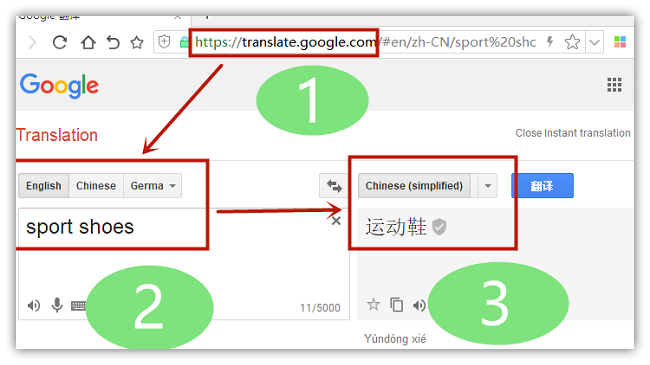 Google 翻译
https://translate.google.com/#en/zh-CN/sport%20shc
1
Google
Translation
Close Instant translation
English Chinese Germa
Chinese (simplified)
翻译
sport shoes
运动鞋
2
11/5000
3
Yùndòng xié